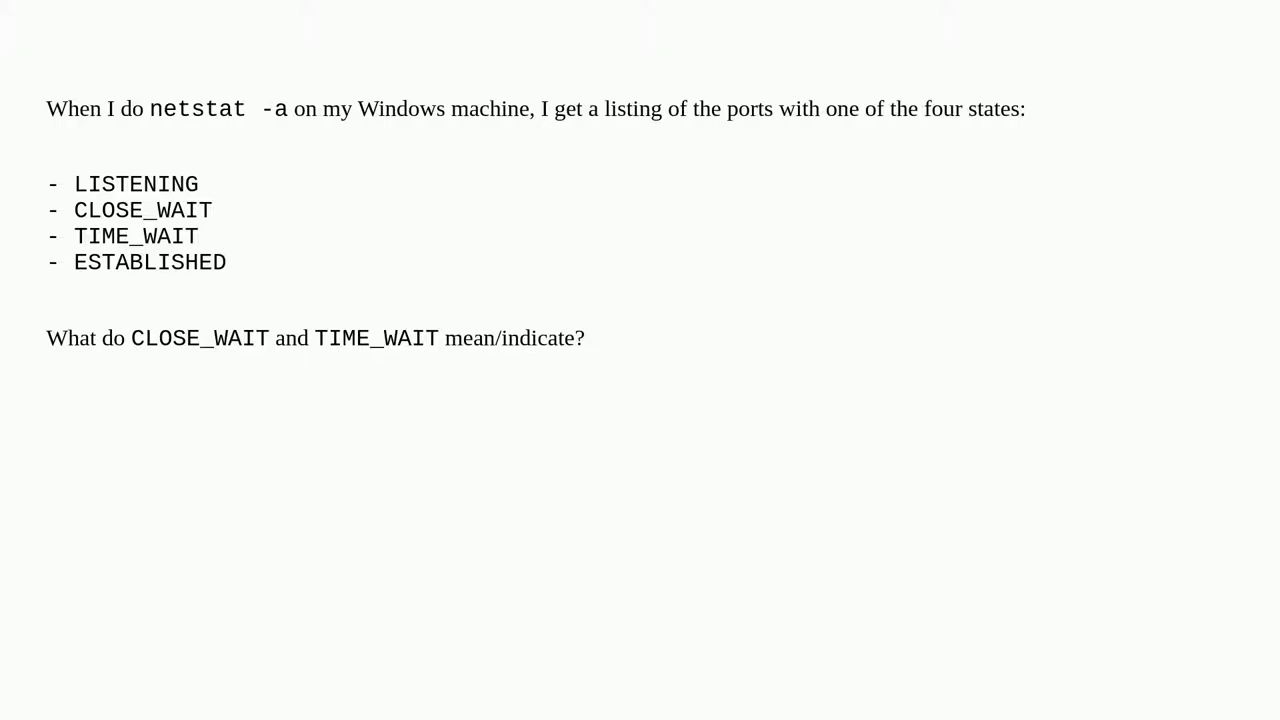 When I do netstat -a on my Windows machine, I get a listing of the ports with one of the four states:
- LISTENING
- CLOSE_WAIT
- TIME_WAIT
- ESTABLISHED
What do CLOSE_WAIT and TIME_WAIT mean/indicate?